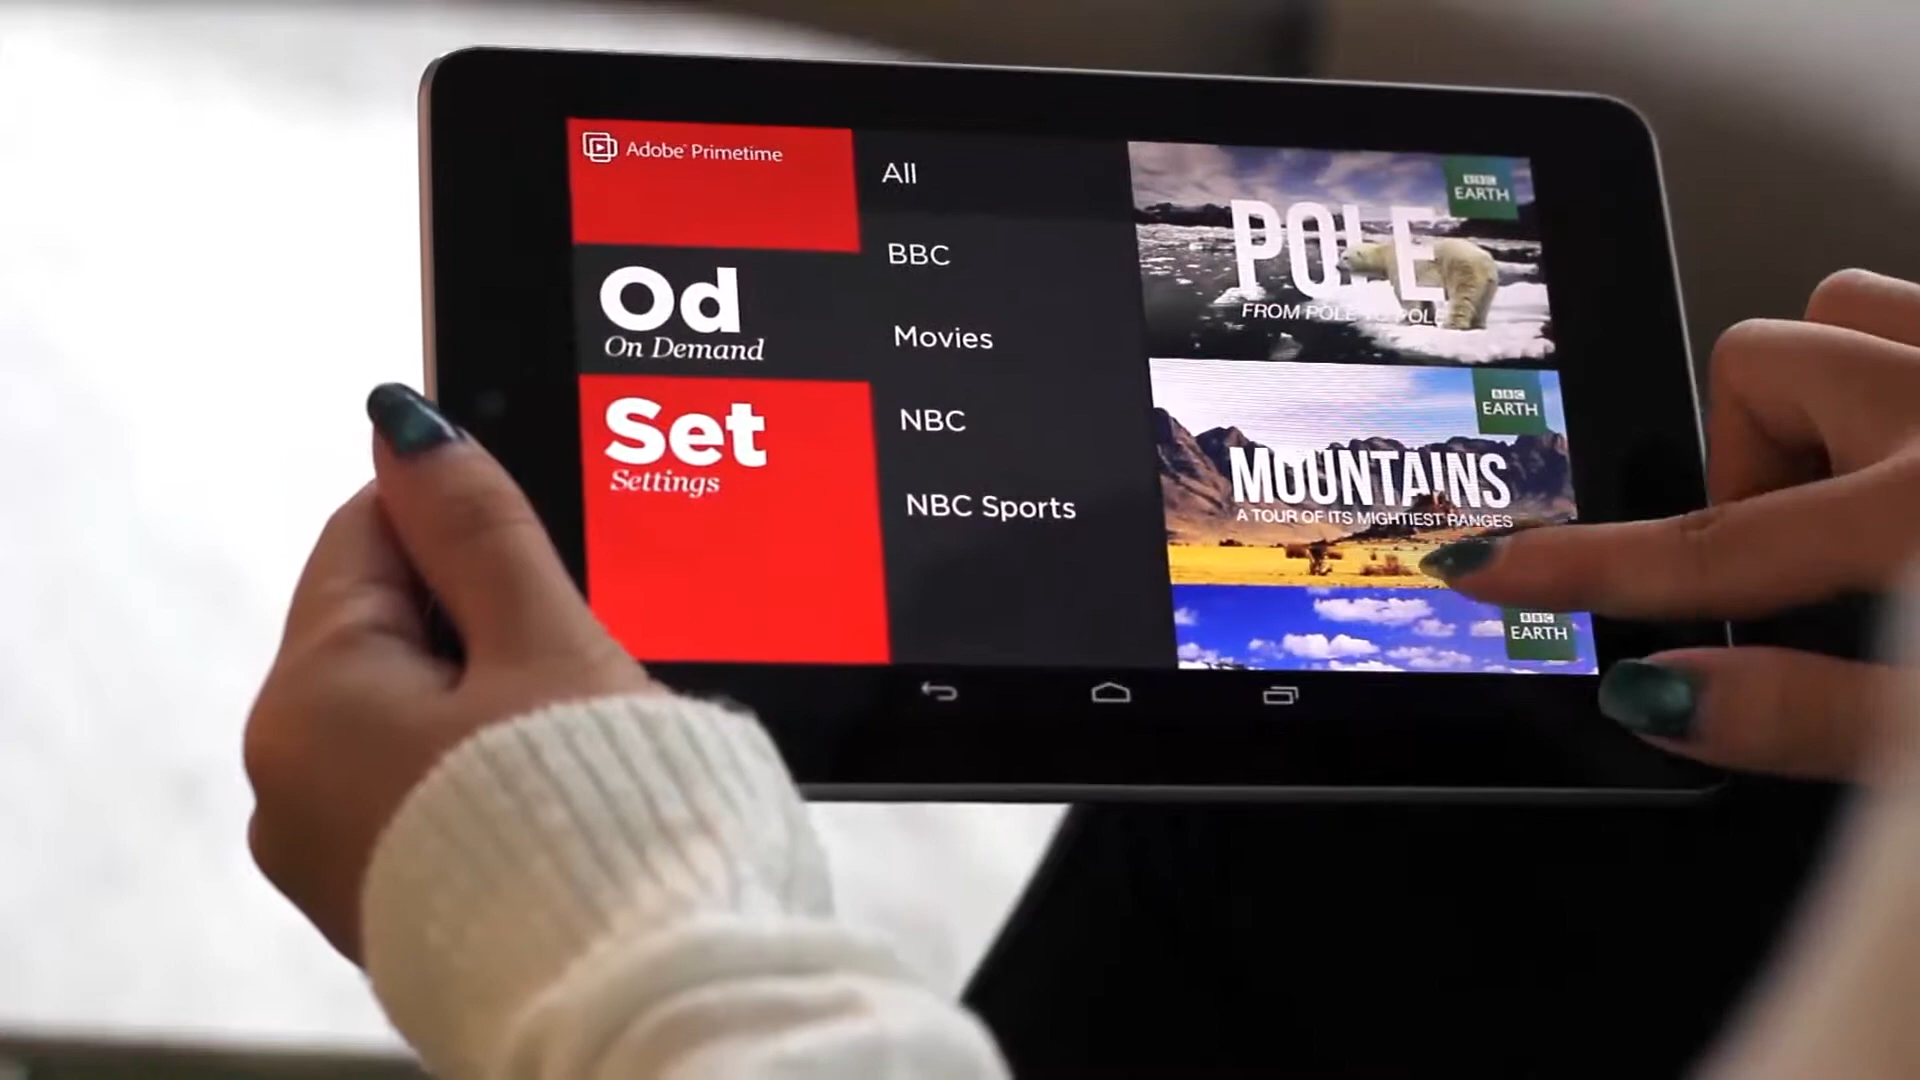 Adobe® Primetime
Od
On Demand
Set
Settings
All
BBC
Movies
NBC
NBC Sports
BBC
EARTH
POLE
FROM POLE TO POLE
BBC
EARTH
MOUNTAINS
A TOUR OF ITS MIGHTIEST RANGES
BBC
EARTH